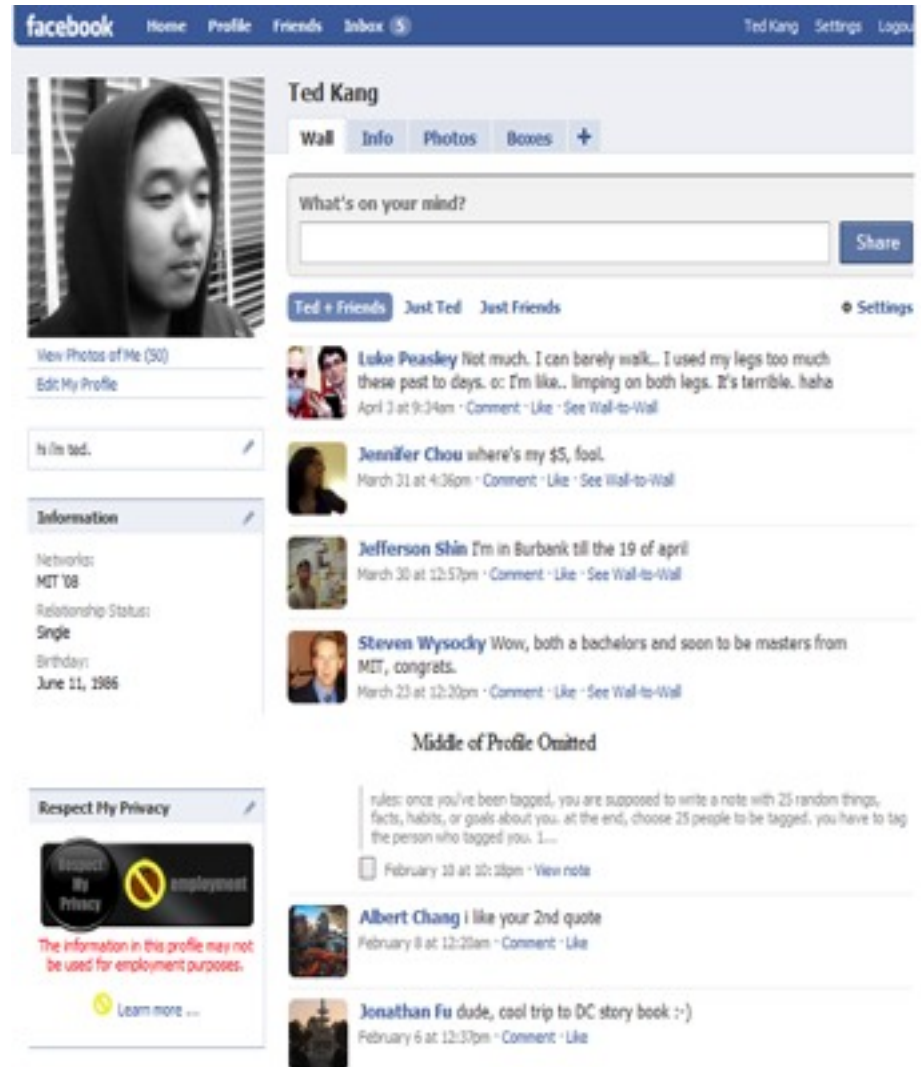 facebook Home Profile Friends Inbox 5 Ted Kang Settings Logou
Ted Kang
Wall Info Photos Boxes +
What's on your mind?
Share
Ted + Friends Just Ted Just Friends Settings
View Photos of Me (50)
Edit My Profile
hi i'm ted.
Information
Networks:
MIT '08
Relationship Status:
Single
Birthday:
June 11, 1986
Luke Peasley Not much. I can barely walk.. I used my legs too much
these past to days. o: I'm like.. limping on both legs. It's terrible. haha
April 3 at 9:34am · Comment · Like · See Wall-to-Wall
Jennifer Chou where's my $5, fool.
March 31 at 4:36pm · Comment · Like · See Wall-to-Wall
Jefferson Shin I'm in Burbank till the 19 of april
March 30 at 12:57pm · Comment · Like · See Wall-to-Wall
Steven Wysocky Wow, both a bachelors and soon to be masters from
MIT, congrats.
March 23 at 12:20pm · Comment · Like · See Wall-to-Wall
Middle of Profile Omitted
Respect My Privacy
Respect
My
Privacy
employment
The information in this profile may not
be used for employment purposes.
Learn more ...
rules: once you've been tagged, you are supposed to write a note with 25 random things,
facts, habits, or goals about you. at the end, choose 25 people to be tagged. you have to tag
the person who tagged you. 1...
February 10 at 10:18pm · View note
Albert Chang i like your 2nd quote
February 8 at 12:20am · Comment · Like
Jonathan Fu dude, cool trip to DC story book :-)
February 6 at 12:37pm · Comment · Like